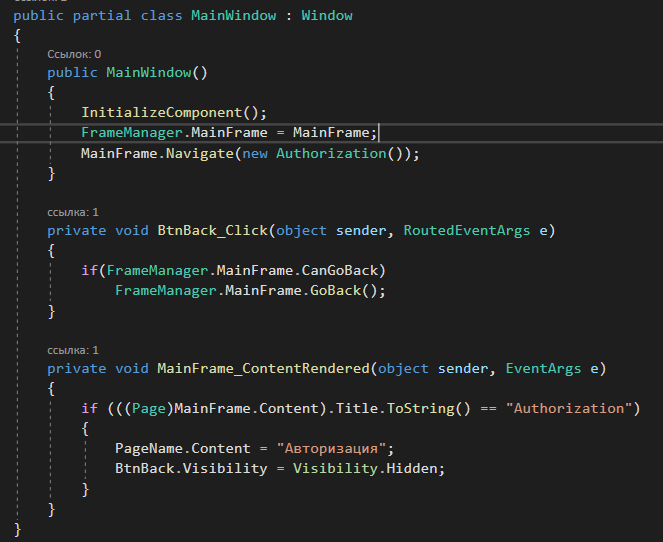 public partial class MainWindow : Window
{
Ссылок: 0
public MainWindow()
{
InitializeComponent();
FrameManager.MainFrame = MainFrame;
MainFrame.Navigate(new Authorization());
}
ссылка: 1
private void BtnBack_Click(object sender, RoutedEventArgs e)
{
if(FrameManager.MainFrame.CanGoBack)
FrameManager.MainFrame.GoBack();
}
ссылка: 1
private void MainFrame_ContentRendered(object sender, EventArgs e)
{
if (((Page)MainFrame.Content).Title.ToString() == "Authorization")
{
PageName.Content = "Авторизация";
BtnBack.Visibility = Visibility.Hidden;
}
}
}